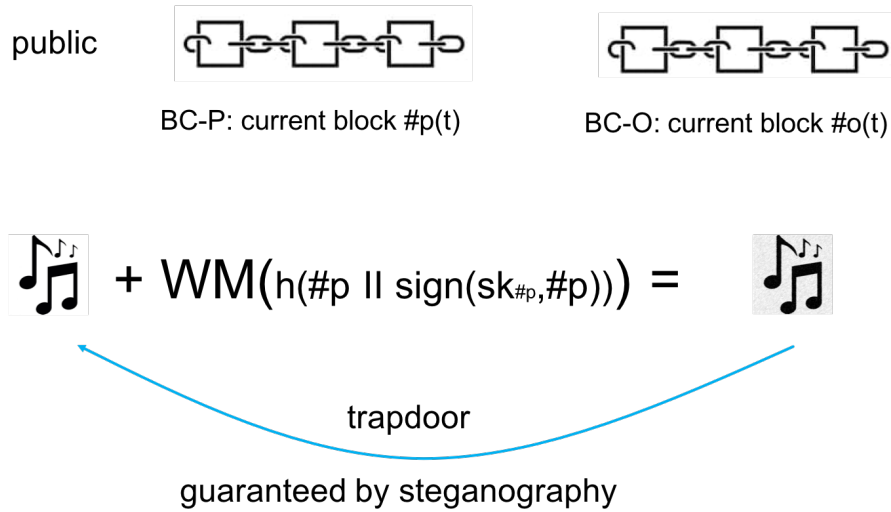 public
BC-P: current block #p(t)
BC-O: current block #o(t)
+ WM(h(#p II sign(sk#p,#p))) =
trapdoor
guaranteed by steganography